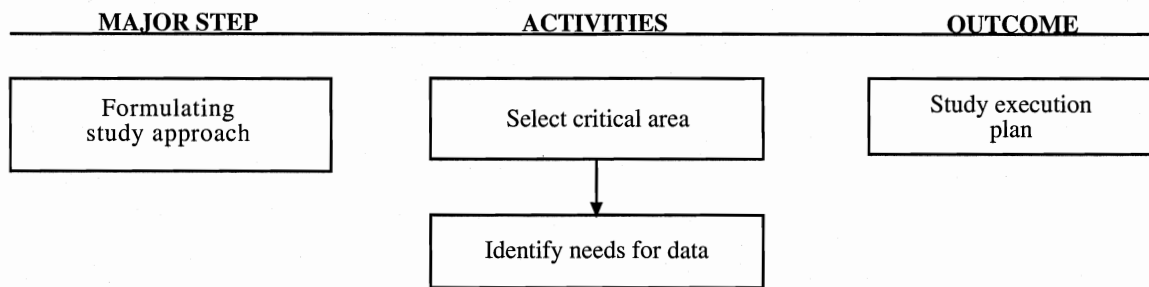 MAJOR STEP ACTIVITIES OUTCOME
Formulating
study approach
Select critical area
Study execution
plan
Identify needs for data